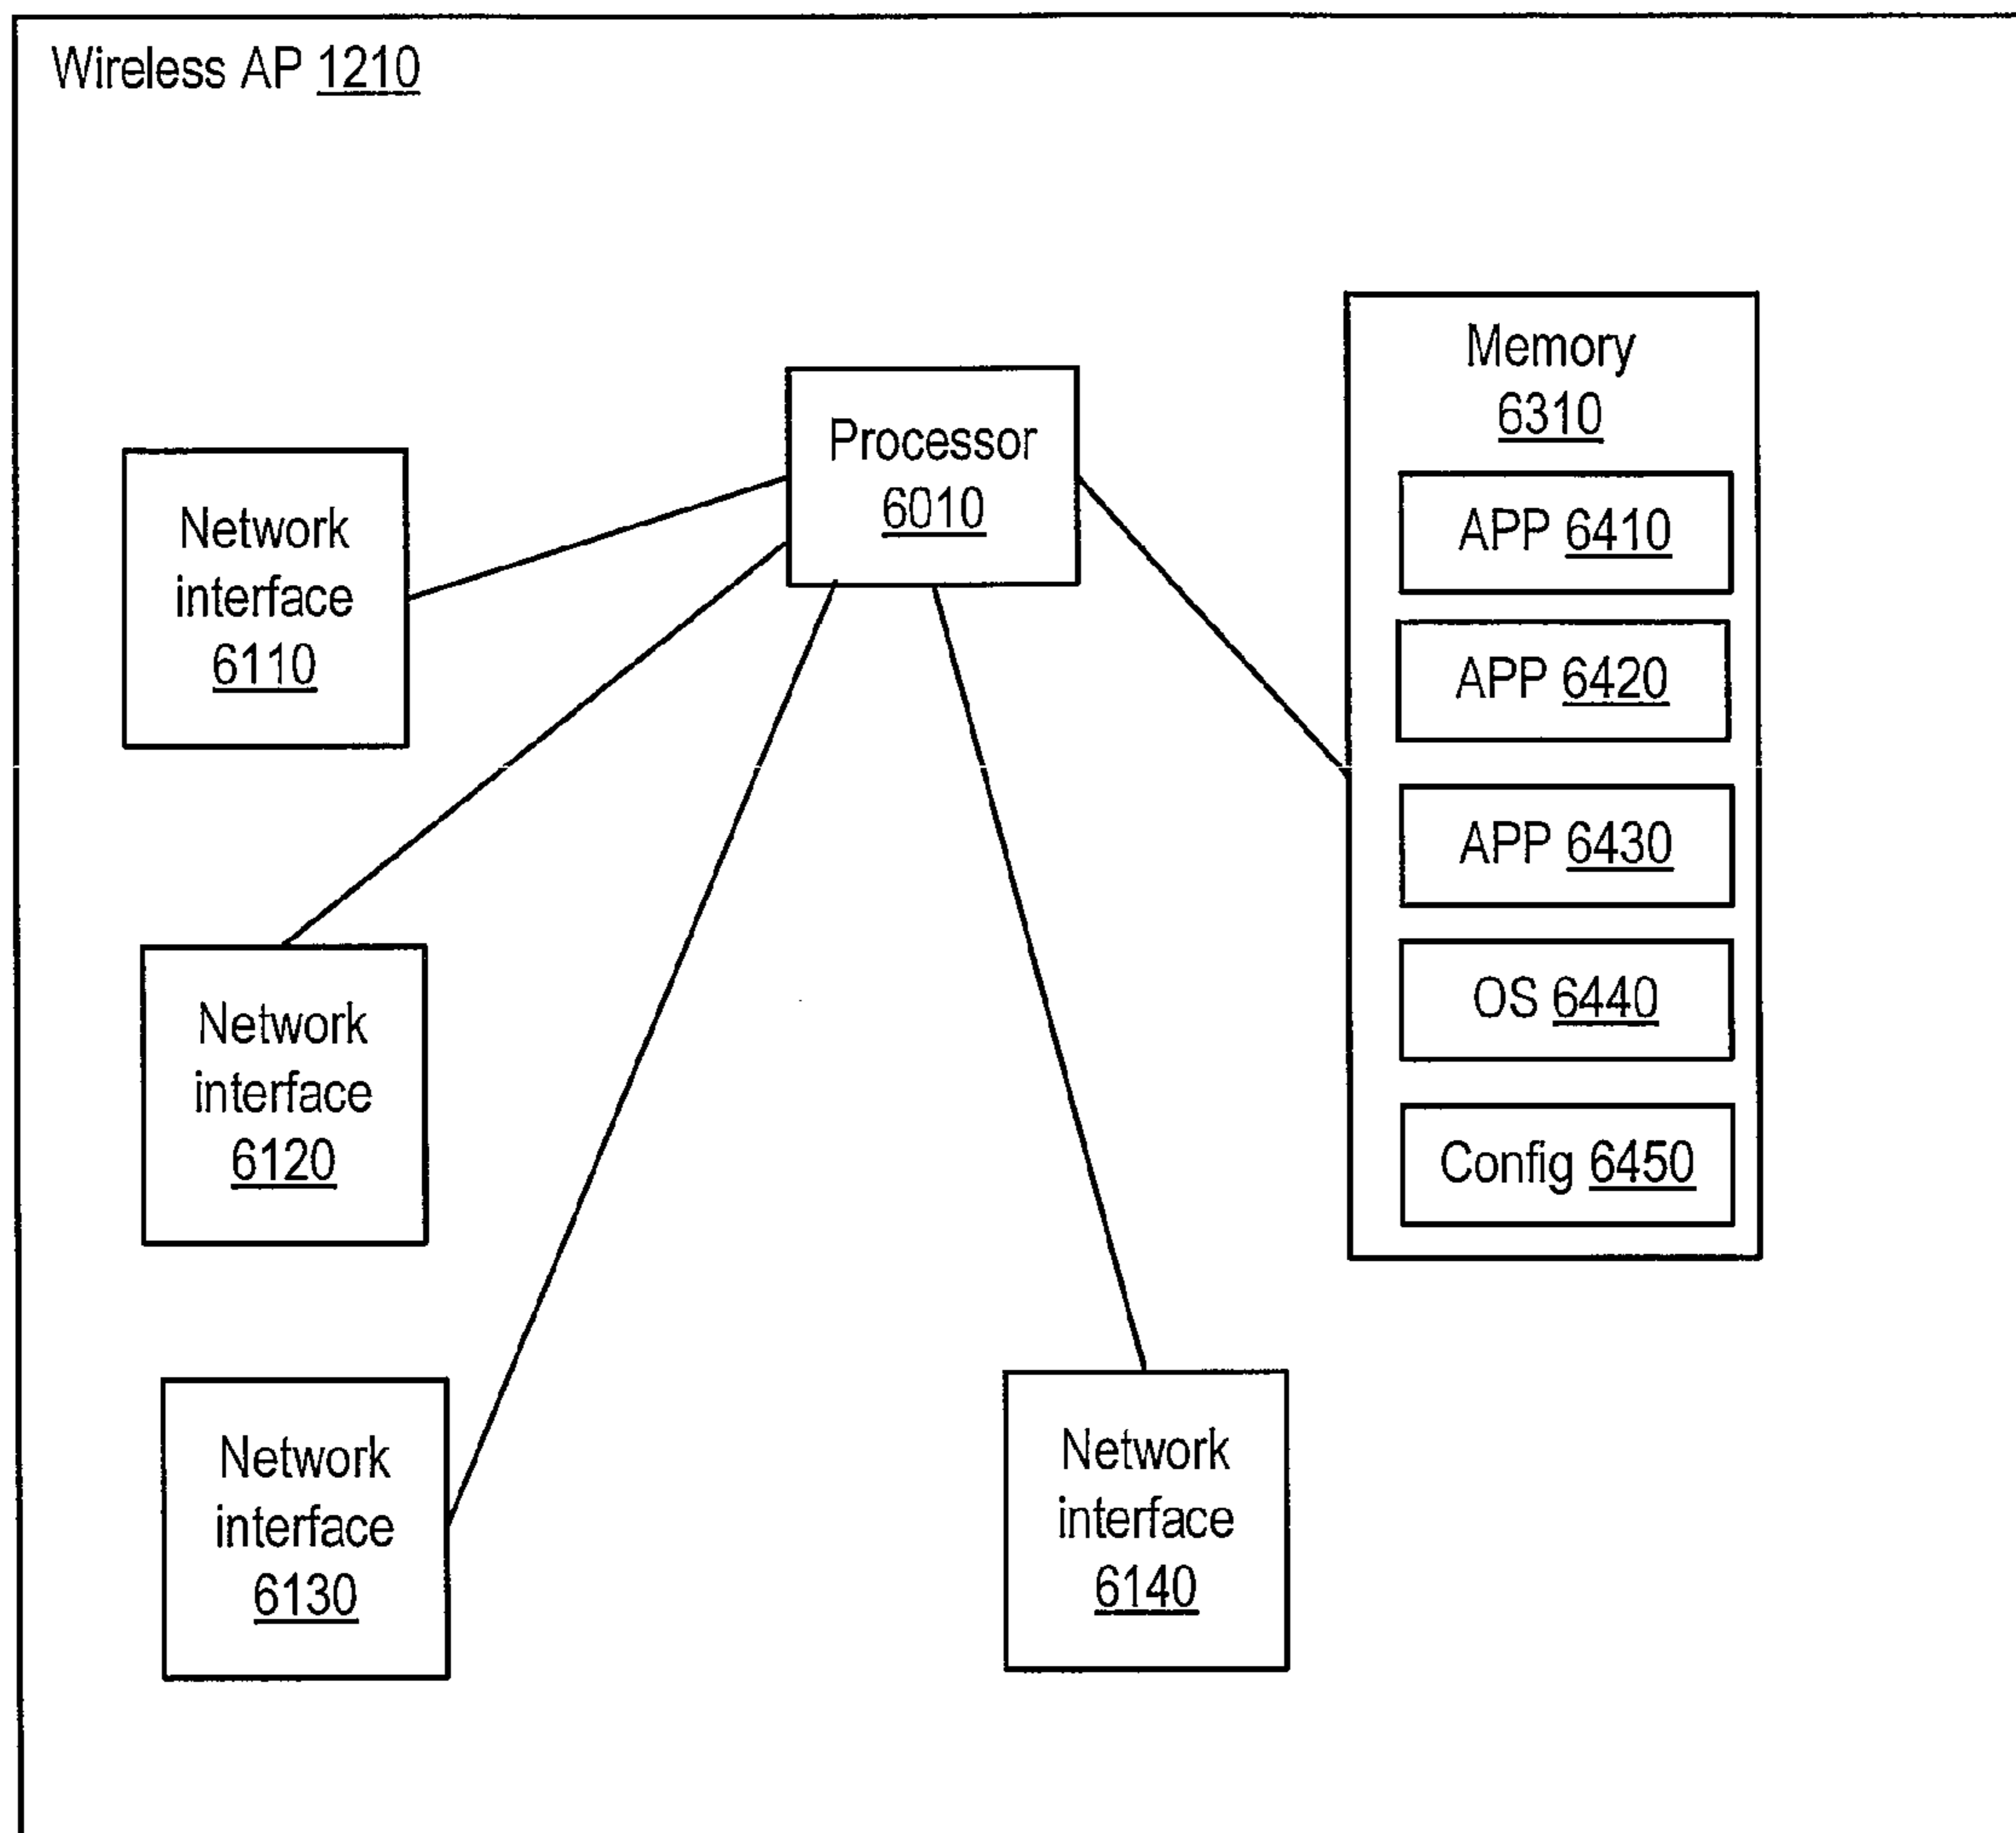 Wireless AP 1210
Memory
6310
Processor
6010
APP 6410
Network
interface
6110
APP 6420
APP 6430
OS 6440
Network
interface
6120
Config 6450
Network
interface
6130
Network
interface
6140